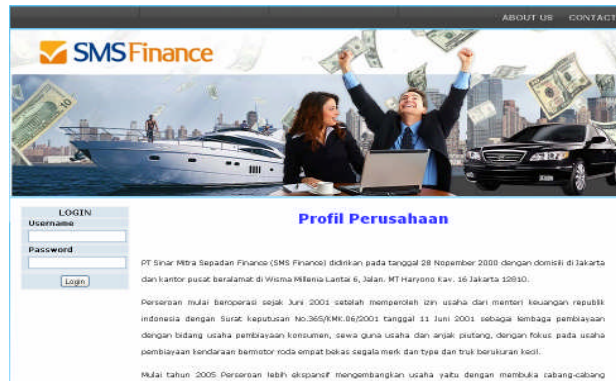 ABOUT US CONTACT
SMS Finance
LOGIN
Username
Password
Login
Profil Perusahaan
PT Sinar Mitra Sepadan Finance (SMS Finance) didirikan pada tanggal 28 Nopember 2000 dengan domisili di Jakarta
dan kantor pusat beralamat di Wisma Millenia Lantai 6, Jalan. MT Haryono Kav. 16 Jakarta 12810.
Perseroan mulai beroperasi sejak Juni 2001 setelah memperoleh izin usaha dari menteri keuangan republik
indonesia dengan Surat keputusan No.365/KMK.06/2001 tanggal 11 Juni 2001 sebagai lembaga pembiayaan
dengan bidang usaha pembiayaan konsumen, sewa guna usaha dan anjak piutang, dengan fokus pada usaha
pembiayaan kendaraan bermotor roda empat bekas segala merk dan type dan truk berukuran kecil.
Mulai tahun 2005 Perseroan lebih ekspansif mengembangkan usaha yaitu dengan membuka cabang-cabang